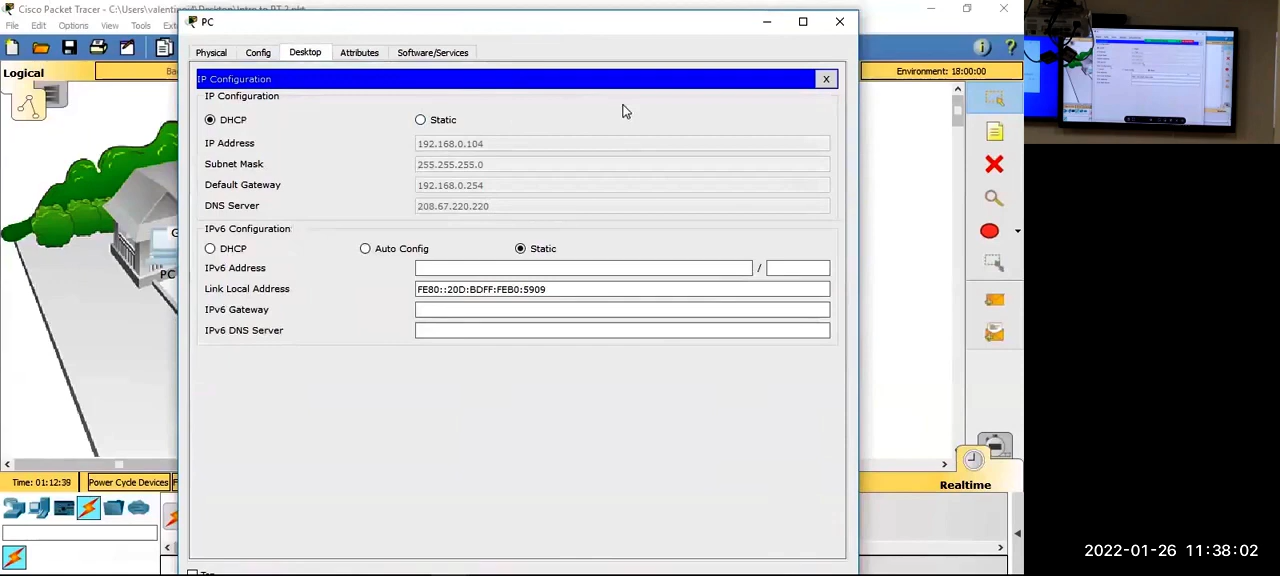 Cisco Packet Tracer - C:\Users\valentino
PC
File Edit Options View Tools
Physical Config Desktop Attributes Software/Services
Logical
Environment: 18:00:00
IP Configuration X
IP Configuration
DHCP Static
IP Address 192.168.0.104
Subnet Mask 255.255.255.0
Default Gateway 192.168.0.254
DNS Server 208.67.220.220
IPv6 Configuration
DHCP Auto Config Static
IPv6 Address /
Link Local Address FE80::20D:BDFF:FEB0:5909
IPv6 Gateway
IPv6 DNS Server
PC
Time: 01:12:39 Power Cycle Devices
Realtime
2022-01-26 11:38:02